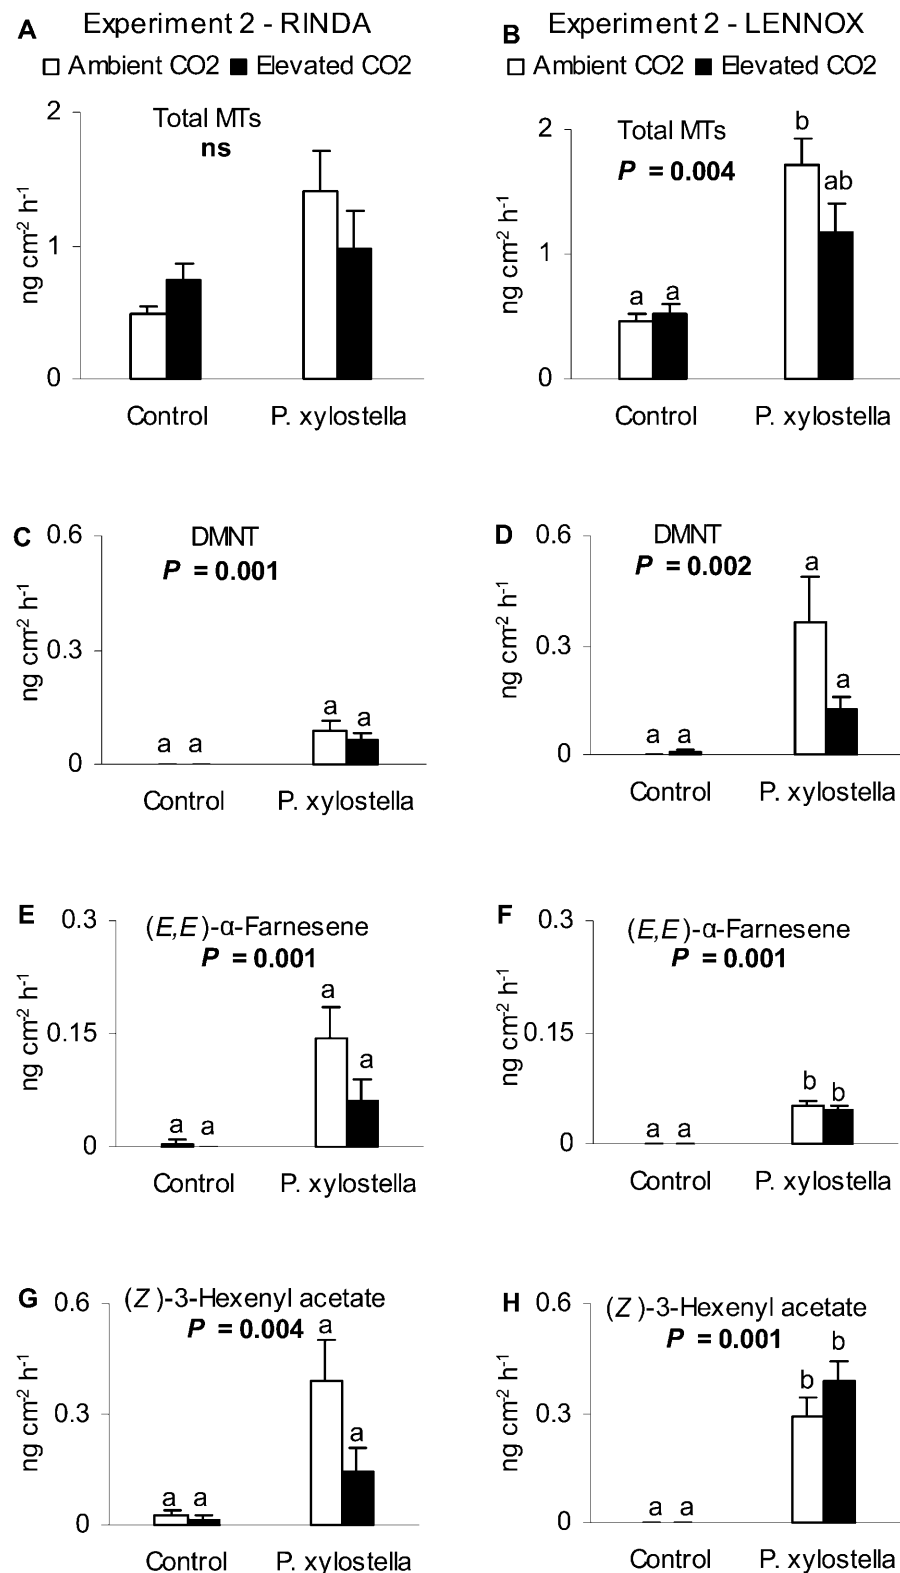 A Experiment 2 - RINDA
Ambient CO2 Elevated CO2
2
Total MTs
ns
1
0
ng cm-2 h-1
Control P. xylostella
B Experiment 2 - LENNOX
Ambient CO2 Elevated CO2
2
Total MTs
P = 0.004
b
ab
1
a a
0
ng cm-2 h-1
Control P. xylostella
C 0.6
DMNT
P = 0.001
0.3
a a
a a
0
ng cm-2 h-1
Control P. xylostella
D 0.6
DMNT
P = 0.002
a
0.3
a
a a
0
ng cm-2 h-1
Control P. xylostella
E 0.3
(E,E)-α-Farnesene
P = 0.001
a
0.15
a
a a
0
ng cm-2 h-1
Control P. xylostella
F 0.3
(E,E)-α-Farnesene
P = 0.001
0.15
b b
a a
0
ng cm-2 h-1
Control P. xylostella
G 0.6
(Z)-3-Hexenyl acetate
P = 0.004
a
0.3
a
a a
0
ng cm-2 h-1
Control P. xylostella
H 0.6
(Z)-3-Hexenyl acetate
P = 0.001
b
b
0.3
a a
0
ng cm-2 h-1
Control P. xylostella